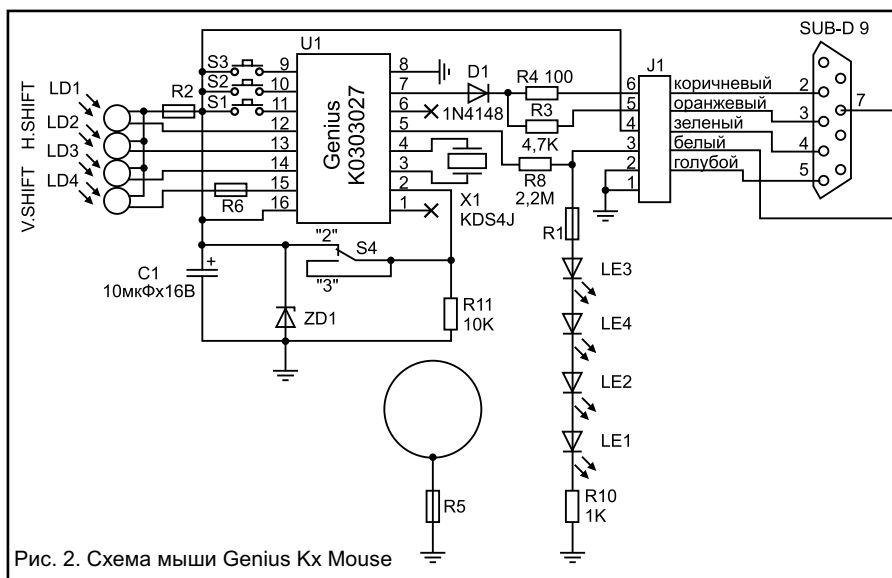 SUB-D 9
U1
S3
S2
S1
9
10
11
12
13
14
15
16
8
7
6
5
4
3
2
1
Genius
K0303027
LD1
LD2
LD3
LD4
H.SHIFT
V.SHIFT
R2
R6
D1
1N4148
R4 100
R3
4,7K
R8
2,2M
X1
KDS4J
J1
6
5
4
3
2
1
коричневый
оранжевый
зеленый
белый
голубой
2
3
4
5
7
"2"
S4
"3"
C1
10мкФx16В
ZD1
R11
10K
R1
LE3
LE4
LE2
LE1
R5
R10
1K
Рис. 2. Схема мыши Genius Kx Mouse